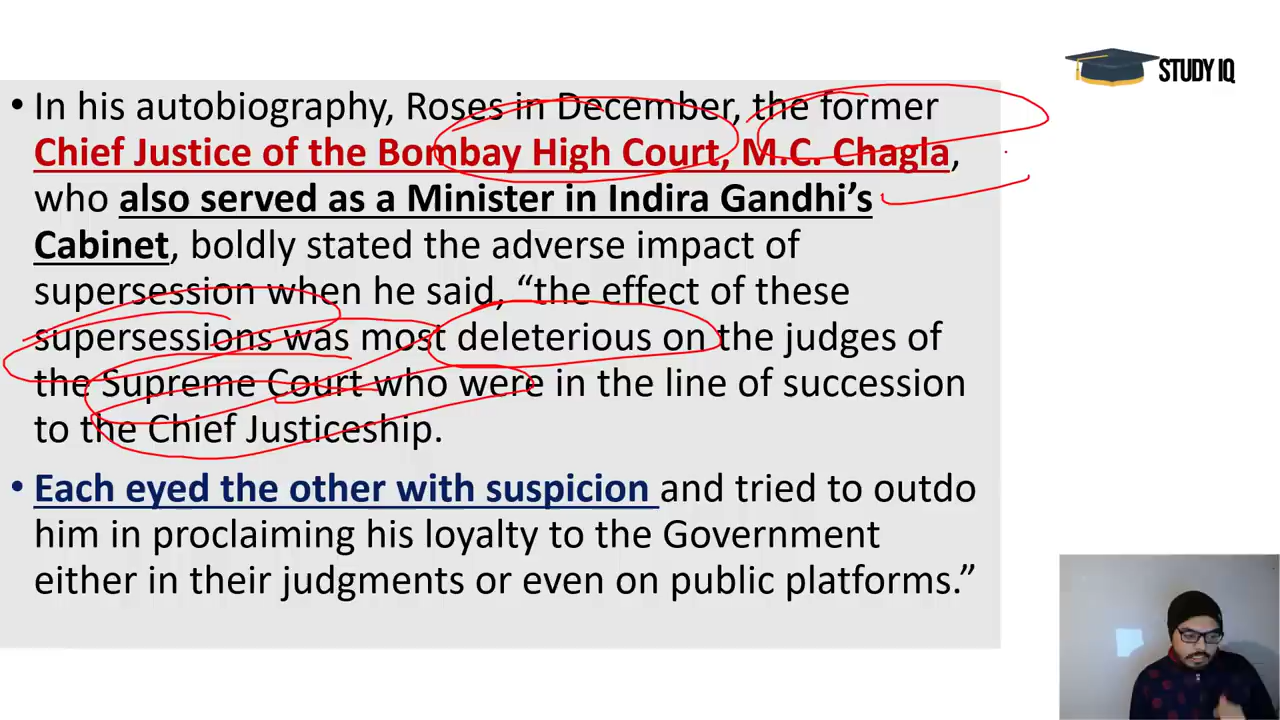 STUDY IQ
• In his autobiography, Roses in December, the former
Chief Justice of the Bombay High Court, M.C. Chagla,
who also served as a Minister in Indira Gandhi’s
Cabinet, boldly stated the adverse impact of
supersession when he said, “the effect of these
supersessions was most deleterious on the judges of
the Supreme Court who were in the line of succession
to the Chief Justiceship.
• Each eyed the other with suspicion and tried to outdo
him in proclaiming his loyalty to the Government
either in their judgments or even on public platforms.”